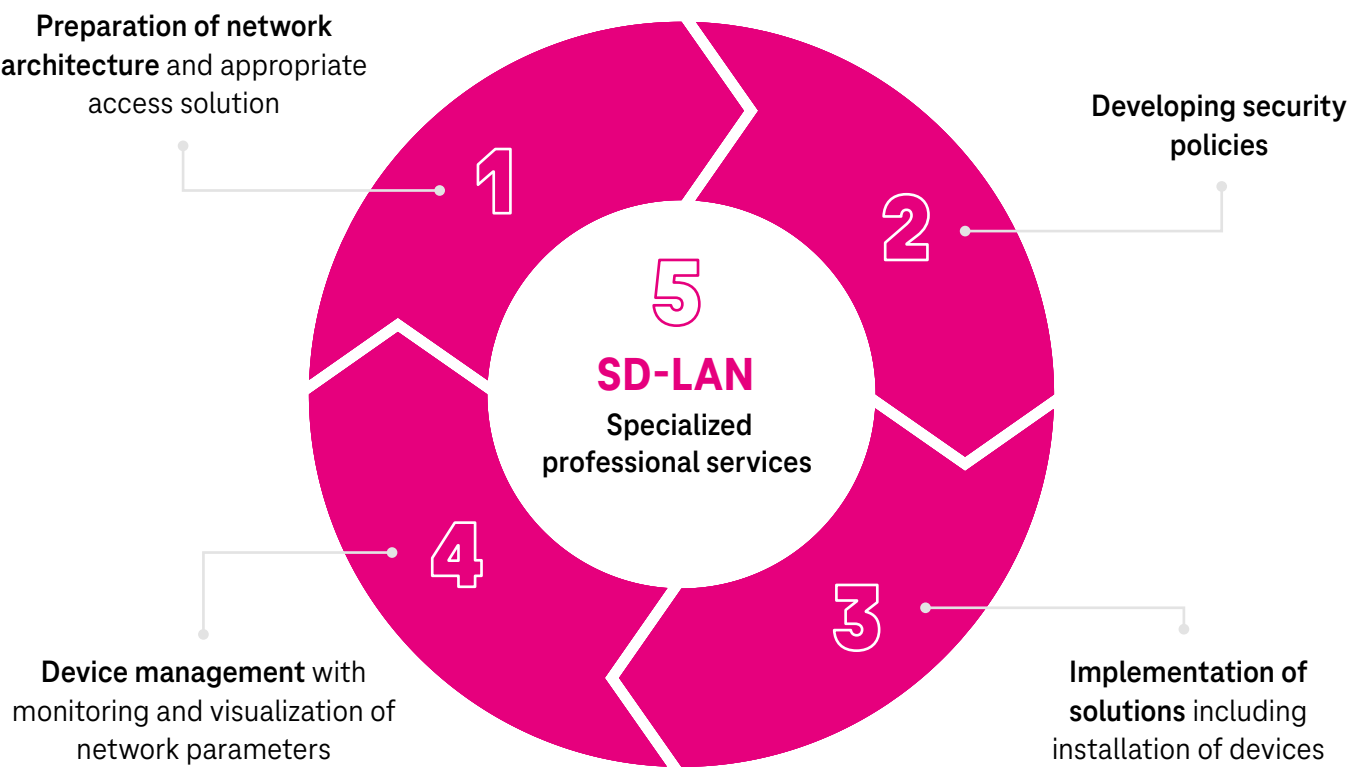 Preparation of network
architecture and appropriate
access solution
1
Developing security
policies
2
5
SD-LAN
Specialized
professional services
4
3
Device management with
monitoring and visualization of
network parameters
Implementation of
solutions including
installation of devices